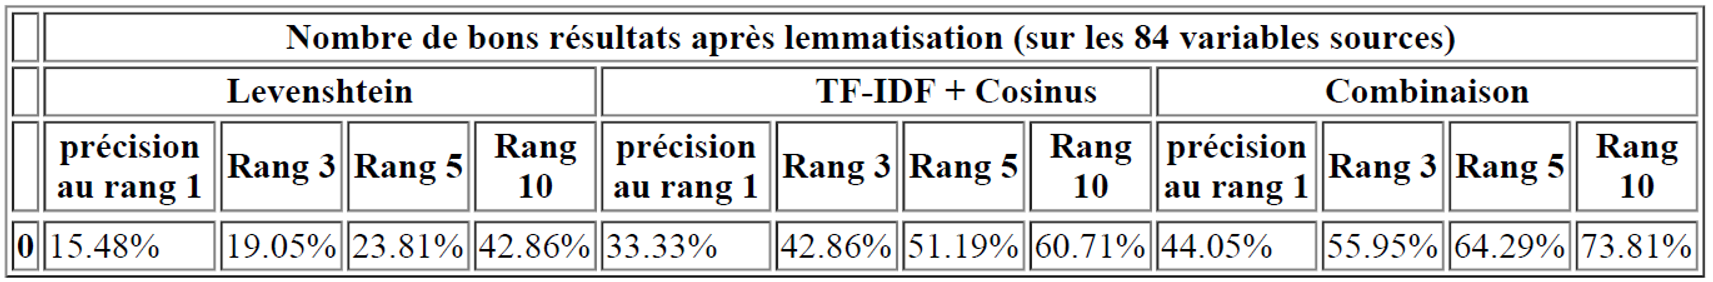 Nombre de bons résultats après lemmatisation (sur les 84 variables sources)
Levenshtein TF-IDF + Cosinus Combinaison
précision au rang 1 Rang 3 Rang 5 Rang 10 précision au rang 1 Rang 3 Rang 5 Rang 10 précision au rang 1 Rang 3 Rang 5 Rang 10
0 15.48% 19.05% 23.81% 42.86% 33.33% 42.86% 51.19% 60.71% 44.05% 55.95% 64.29% 73.81%